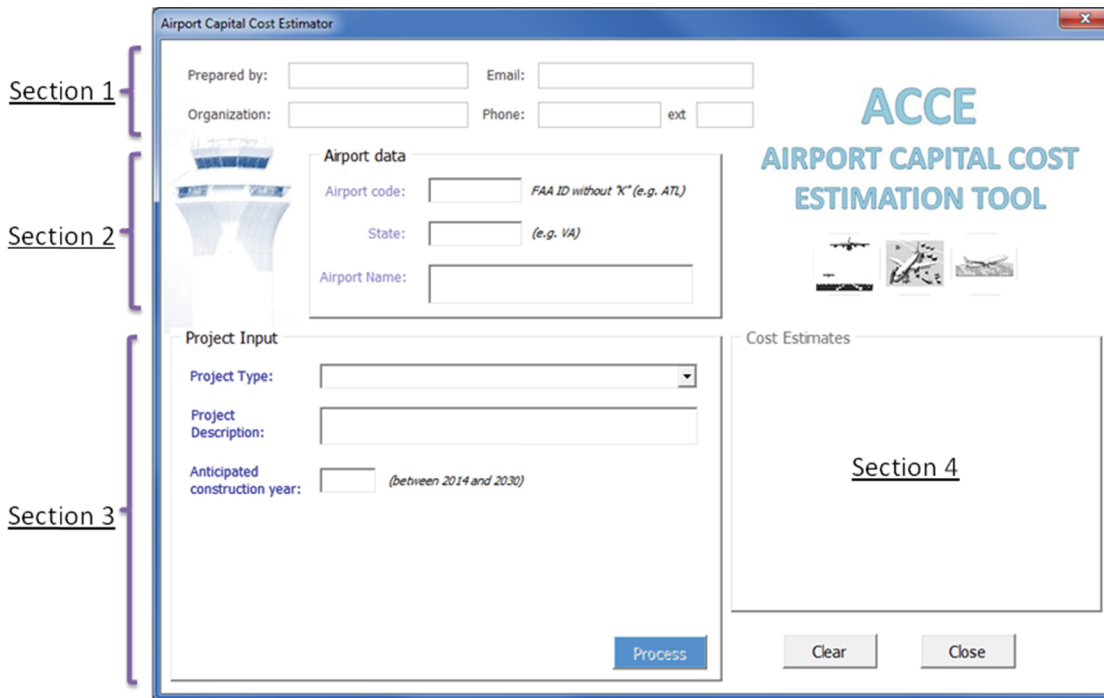 Airport Capital Cost Estimator
Section 1
Prepared by:
Email:
Organization:
Phone:
ext
ACCE
AIRPORT CAPITAL COST
ESTIMATION TOOL
Section 2
Airport data
Airport code:
FAA ID without "K" (e.g. ATL)
State:
(e.g. VA)
Airport Name:
Section 3
Project Input
Project Type:
Project
Description:
Anticipated
construction year:
(between 2014 and 2030)
Process
Cost Estimates
Section 4
Clear
Close